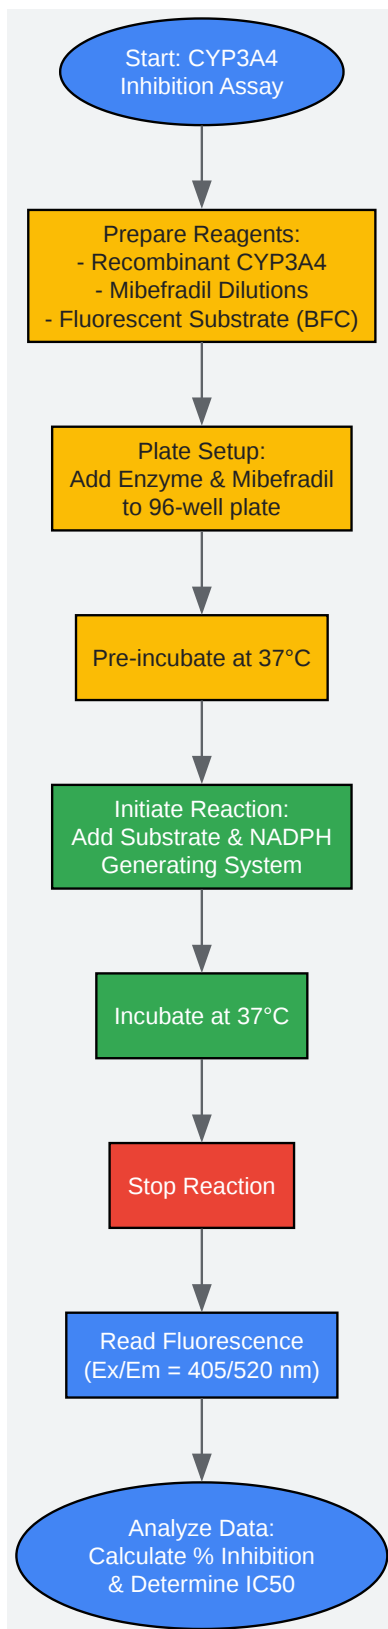 Start: CYP3A4
Inhibition Assay
Prepare Reagents:
- Recombinant CYP3A4
- Mibefradil Dilutions
- Fluorescent Substrate (BFC)
Plate Setup:
Add Enzyme & Mibefradil
to 96-well plate
Pre-incubate at 37°C
Initiate Reaction:
Add Substrate & NADPH
Generating System
Incubate at 37°C
Stop Reaction
Read Fluorescence
(Ex/Em = 405/520 nm)
Analyze Data:
Calculate % Inhibition
& Determine IC50